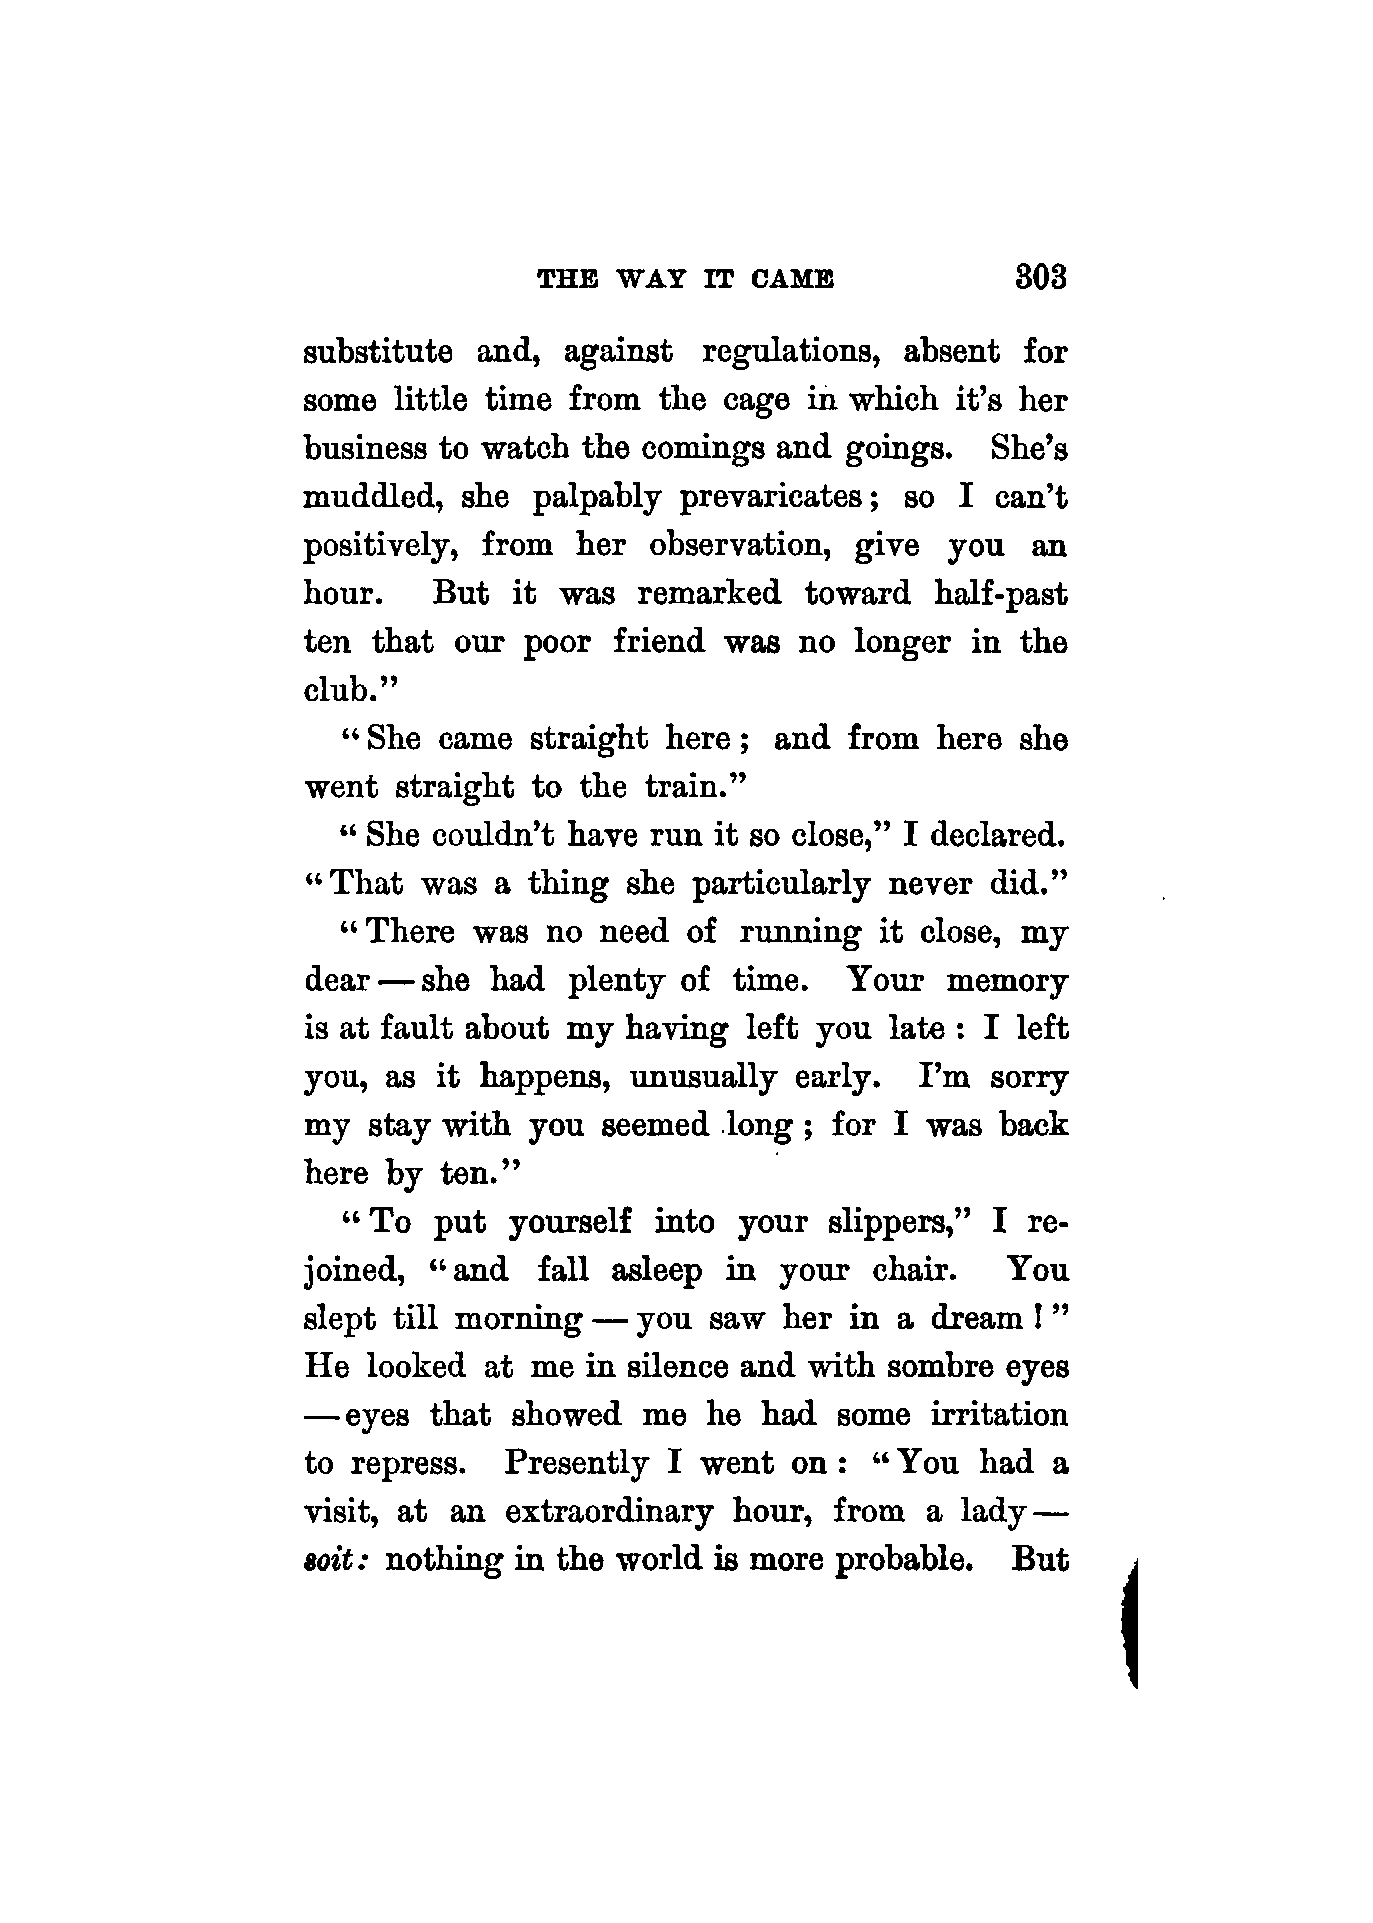 THE WAY IT CAME 303
substitute and, against regulations, absent for
some little time from the cage in which it's her
business to watch the comings and goings. She's
muddled, she palpably prevaricates; so I can't
positively, from her observation, give you an
hour. But it was remarked toward half-past
ten that our poor friend was no longer in the
club."
"She came straight here; and from here she
went straight to the train."
"She couldn't have run it so close," I declared.
"That was a thing she particularly never did."
"There was no need of running it close, my
dear—she had plenty of time. Your memory
is at fault about my having left you late: I left
you, as it happens, unusually early. I'm sorry
my stay with you seemed long; for I was back
here by ten."
"To put yourself into your slippers," I re-
joined, "and fall asleep in your chair. You
slept till morning—you saw her in a dream!"
He looked at me in silence and with sombre eyes
—eyes that showed me he had some irritation
to repress. Presently I went on: "You had a
visit, at an extraordinary hour, from a lady—
soit: nothing in the world is more probable. But